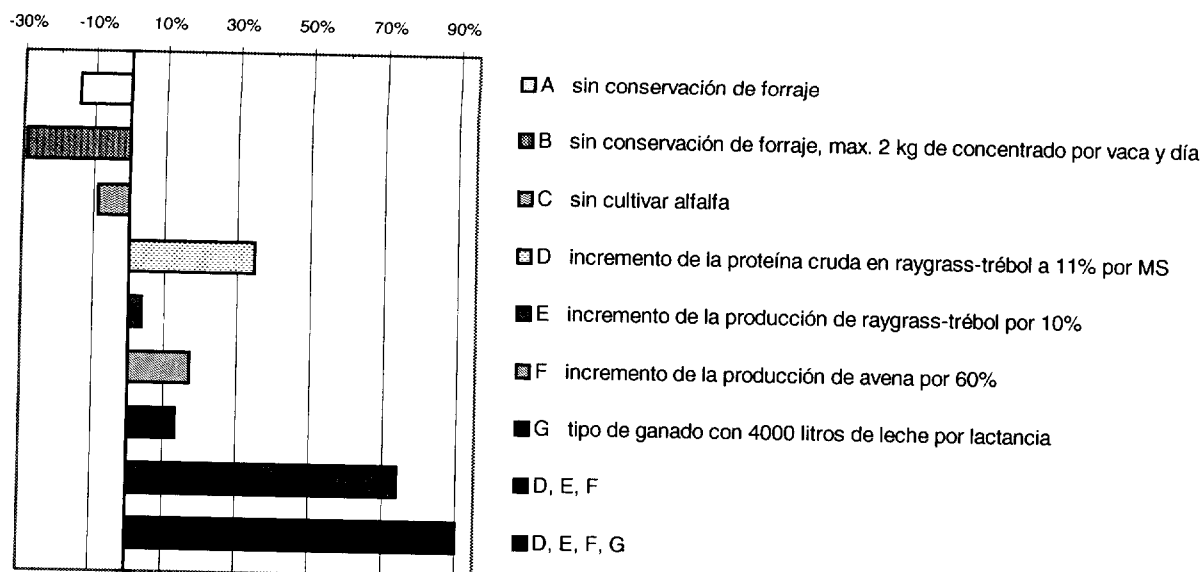 -30% -10% 10% 30% 50% 70% 90%
A sin conservación de forraje
B sin conservación de forraje, max. 2 kg de concentrado por vaca y día
C sin cultivar alfalfa
D incremento de la proteína cruda en raygrass-trébol a 11% por MS
E incremento de la producción de raygrass-trébol por 10%
F incremento de la producción de avena por 60%
G tipo de ganado con 4000 litros de leche por lactancia
D, E, F
D, E, F, G